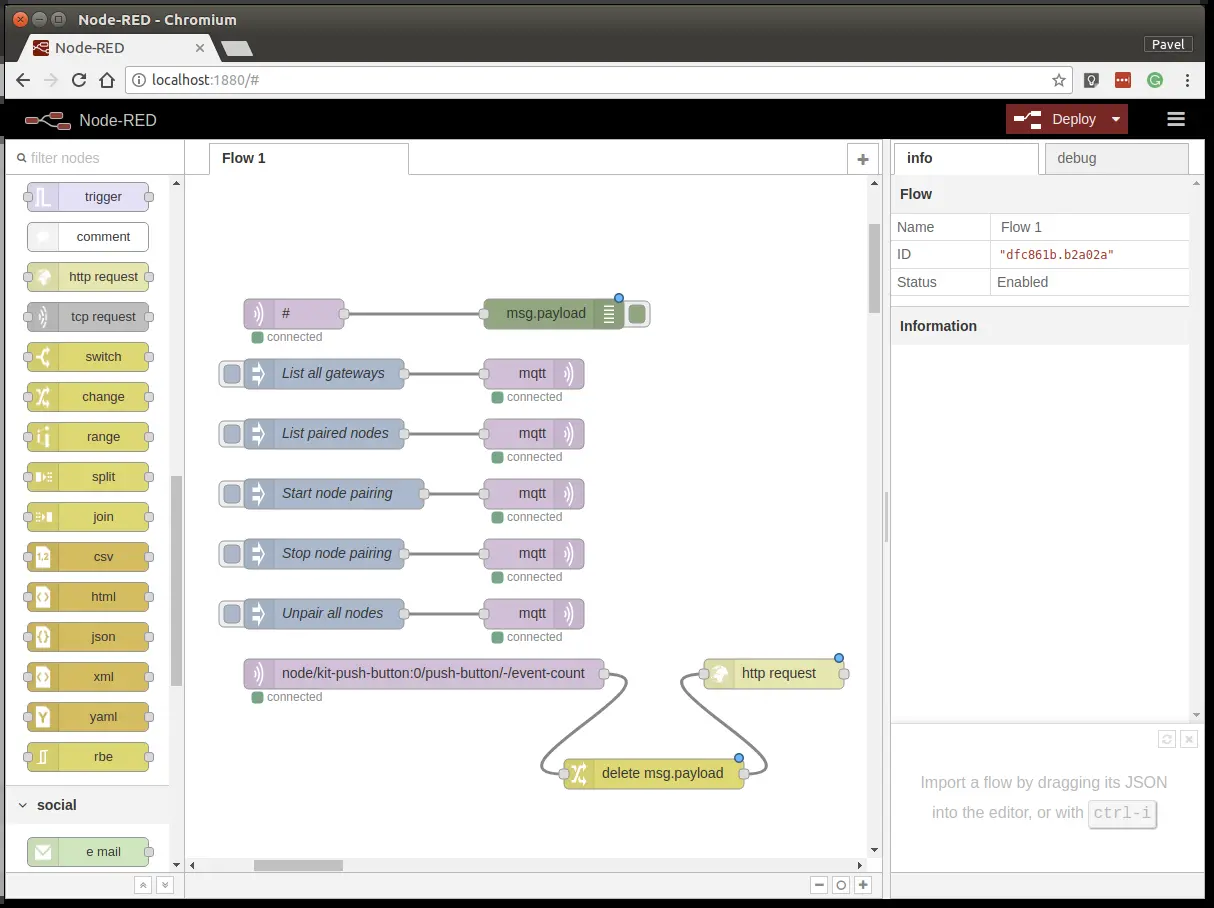 Node-RED - Chromium
Node-RED
Pavel
localhost:1880/#
Node-RED
Deploy
filter nodes
trigger
comment
http request
tcp request
switch
change
range
split
join
1,2
csv
html
json
xml
yaml
rbe
social
e mail
Flow 1
#
msg.payload
connected
List all gateways
mqtt
connected
List paired nodes
mqtt
connected
Start node pairing
mqtt
connected
Stop node pairing
mqtt
connected
Unpair all nodes
mqtt
connected
node/kit-push-button:0/push-button/-/event-count
http request
connected
delete msg.payload
info
debug
Flow
Name Flow 1
ID "dfc861b.b2a02a"
Status Enabled
Information
Import a flow by dragging its JSON
into the editor, or with ctrl-i